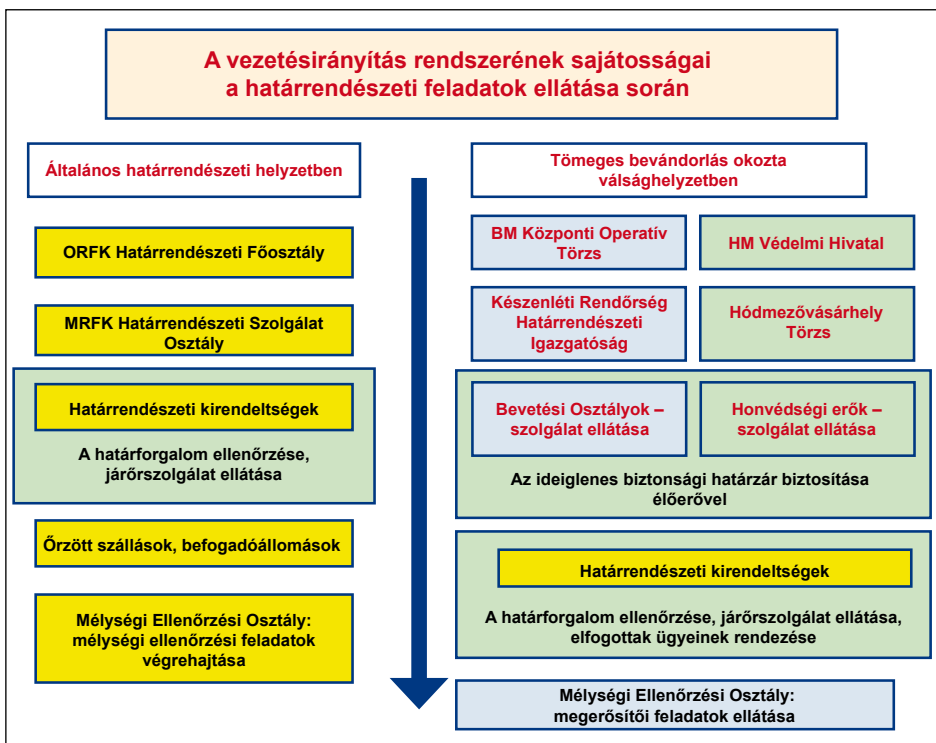 A vezetésirányítás rendszerének sajátosságai
a határrendészeti feladatok ellátása során
Általános határrendészeti helyzetben
ORFK Határrendészeti Főosztály
MRFK Határrendészeti Szolgálat
Osztály
Határrendészeti kirendeltségek
A határforgalom ellenőrzése,
járőrszolgálat ellátása
Őrzött szállások, befogadóállomások
Mélységi Ellenőrzési Osztály:
mélységi ellenőrzési feladatok
végrehajtása
Tömeges bevándorlás okozta
válsághelyzetben
BM Központi Operatív
Törzs
HM Védelmi Hivatal
Készenléti Rendőrség
Határrendészeti
Igazgatóság
Hódmezővásárhely
Törzs
Bevetési Osztályok –
szolgálat ellátása
Honvédségi erők –
szolgálat ellátása
Az ideiglenes biztonsági határzár biztosítása
élőerővel
Határrendészeti kirendeltségek
A határforgalom ellenőrzése, járőrszolgálat ellátása,
elfogottak ügyeinek rendezése
Mélységi Ellenőrzési Osztály:
megerősítői feladatok ellátása